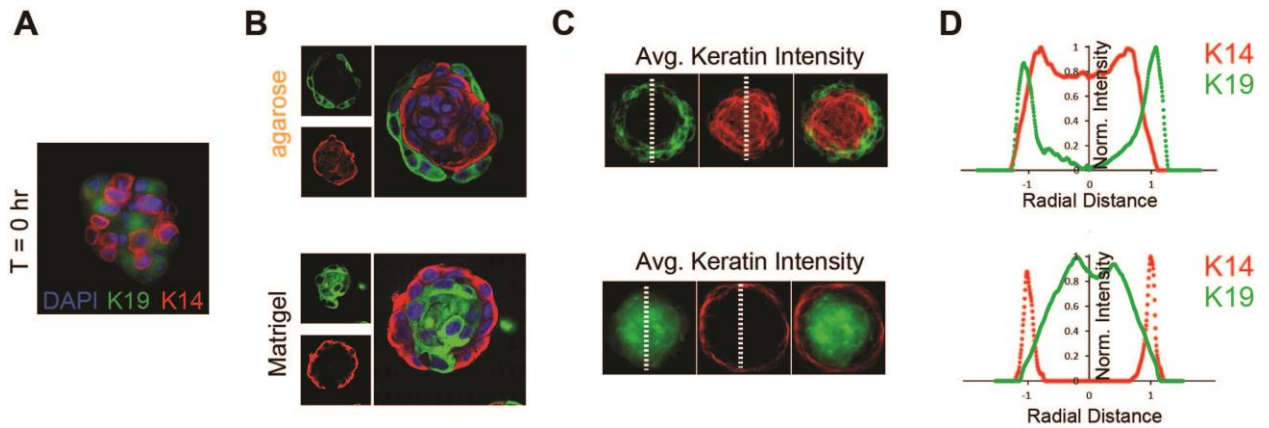 A
T = 0 hr
DAPI K19 K14
B
agarose
Matrigel
C
Avg. Keratin Intensity
Avg. Keratin Intensity
D
K14
K19
Norm. Intensity
1
0.8
0.6
0.4
0.2
0
-1
0
1
Radial Distance
K14
K19
Norm. Intensity
1
0.8
0.6
0.4
0.2
0
-1
0
1
Radial Distance